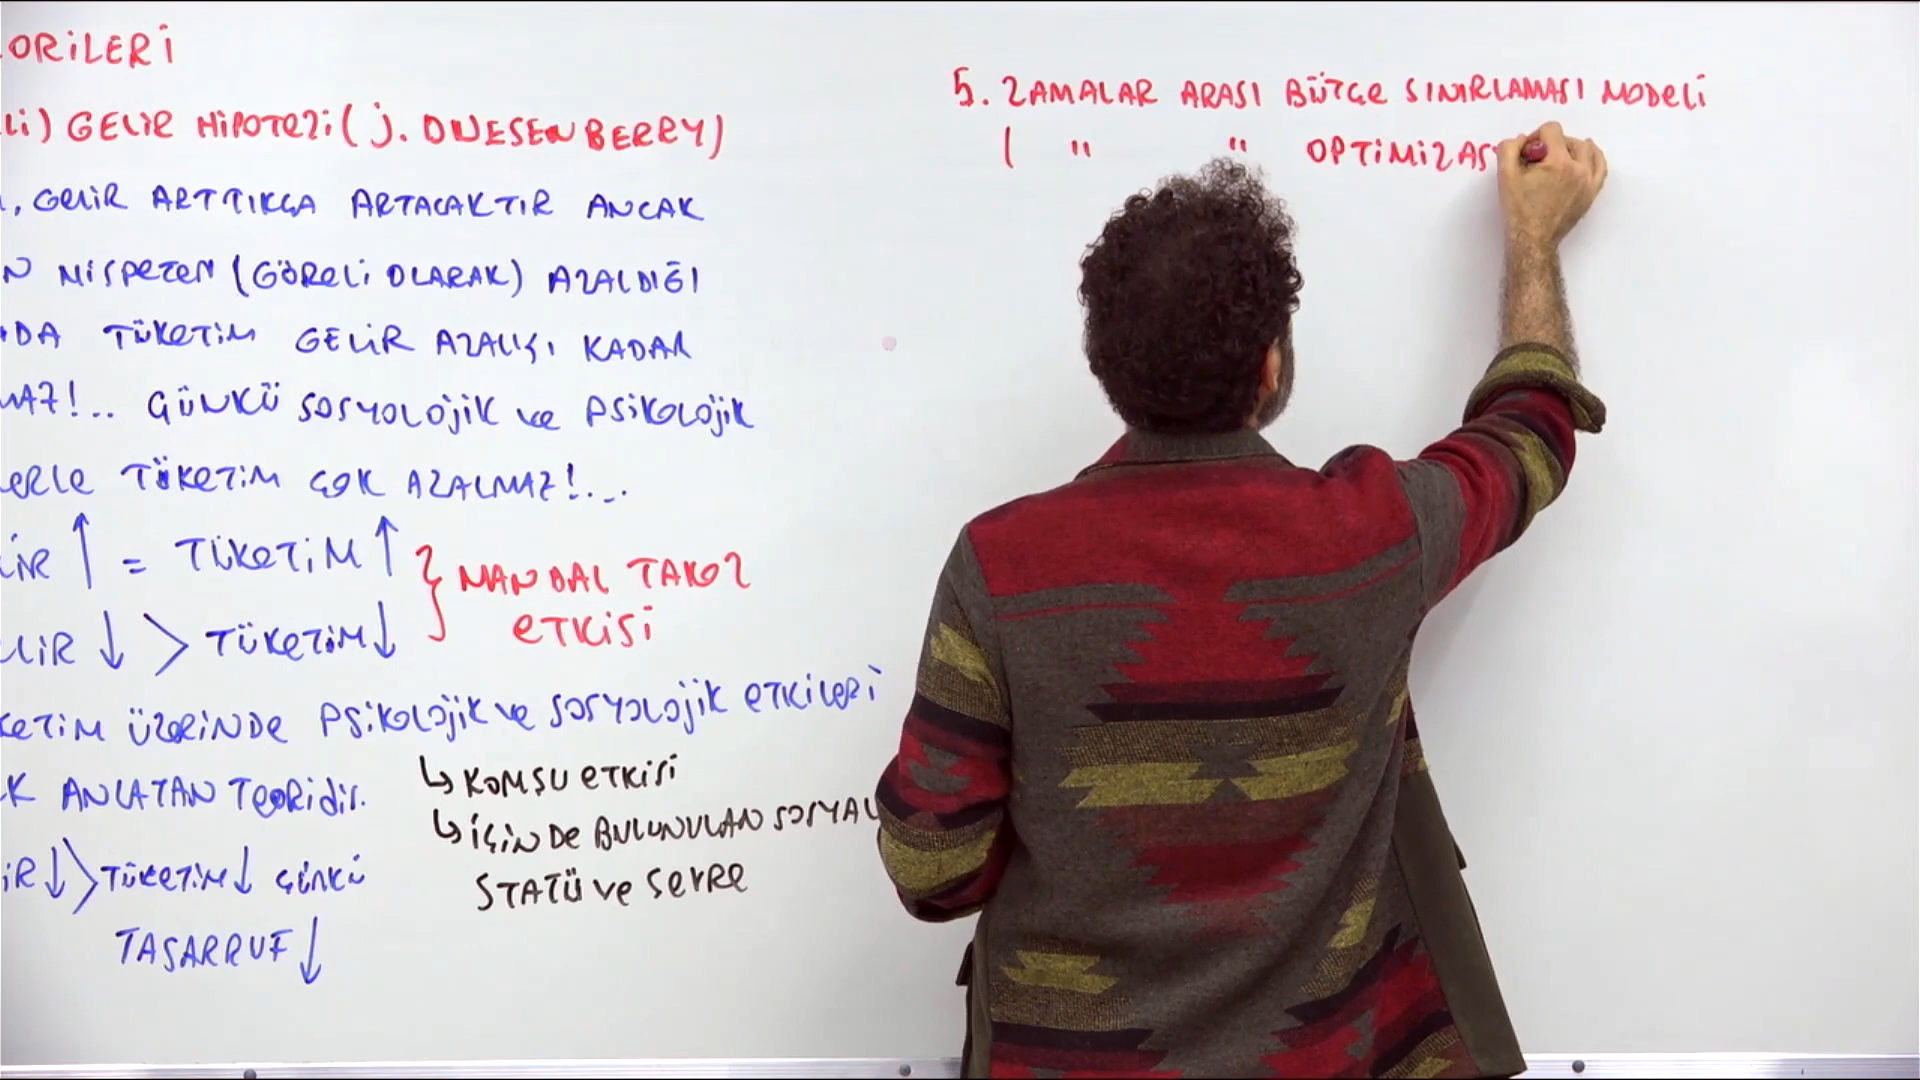 ORİLERİ
Lİ) GELİR HİPOTEZİ (J. DUESENBERRY)
, GELİR ARTTIKÇA ARTACAKTIR ANCAK
N NİSPETEN (GÖRELİ OLARAK) AZALDIĞI
DA TÜKETİM GELİR AZALIŞI KADAR
MAZ!.. ÇÜNKÜ SOSYOLOJİK ve PSİKOLOJİK
LERLE TÜKETİM ÇOK AZALMAZ!...
LİR ↑ = TÜKETİM ↑
MANDAL TAKOZ
ETKİSİ
LİR ↓ > TÜKETİM ↓
KETİM ÜZERİNDE PSİKOLOJİK ve SOSYOLOJİK ETKİLERİ
K ANLATAN TEORİDİR.
↳ KOMŞU ETKİSİ
↳ İÇİNDE BULUNULAN SOSYAL
STATÜ ve ÇEVRE
İR ↓ > TÜKETİM ↓ ÇÜNKÜ
TASARRUF ↓
5. ZAMALAR ARASI BÜTÇE SINIRLAMASI MODELİ
( " " OPTİMİZAS